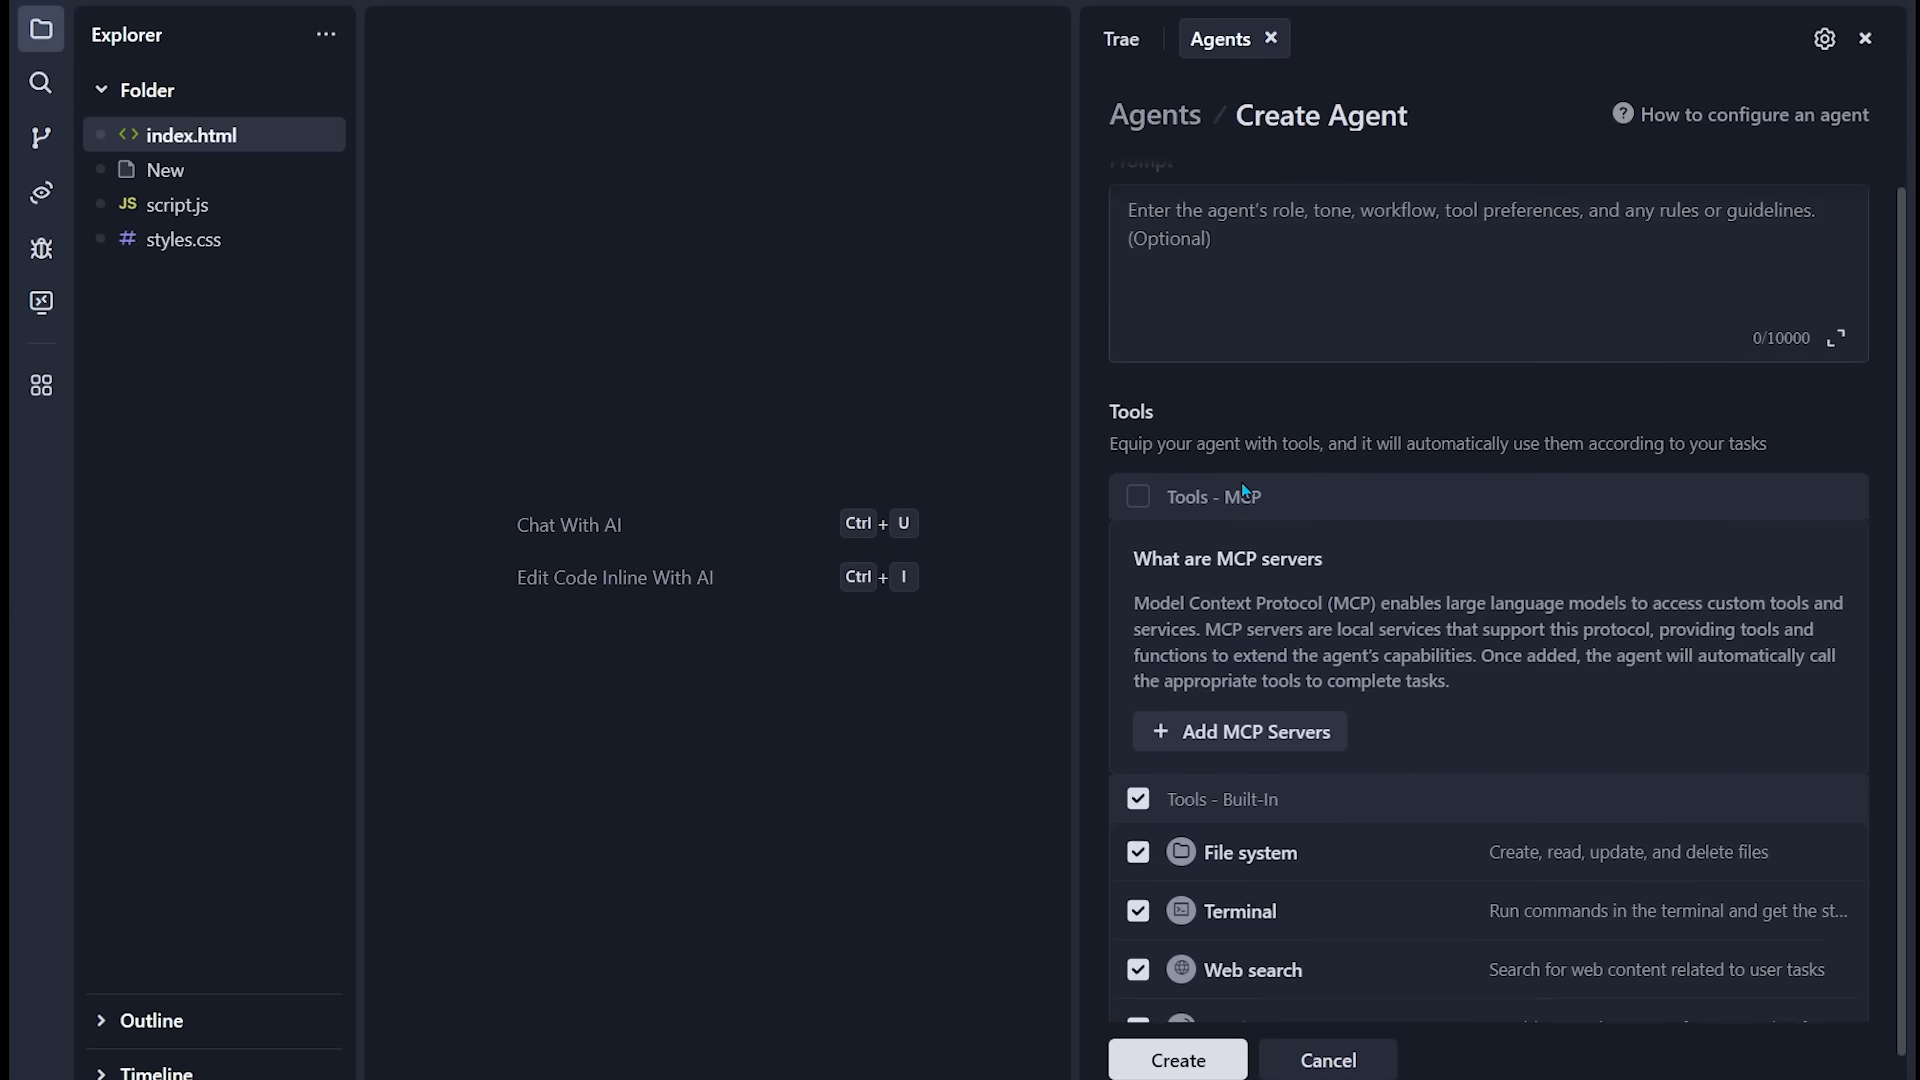 Explorer
Folder
index.html
New
JS script.js
# styles.css
Outline
Timeline
Chat With AI
Ctrl + U
Edit Code Inline With AI
Ctrl + I
Trae
Agents
Agents / Create Agent
How to configure an agent
Prompt
Enter the agent's role, tone, workflow, tool preferences, and any rules or guidelines.
(Optional)
0/10000
Tools
Equip your agent with tools, and it will automatically use them according to your tasks
Tools - MCP
What are MCP servers
Model Context Protocol (MCP) enables large language models to access custom tools and
services. MCP servers are local services that support this protocol, providing tools and
functions to extend the agent's capabilities. Once added, the agent will automatically call
the appropriate tools to complete tasks.
+ Add MCP Servers
Tools - Built-In
File system
Create, read, update, and delete files
Terminal
Run commands in the terminal and get the st...
Web search
Search for web content related to user tasks
Create
Cancel